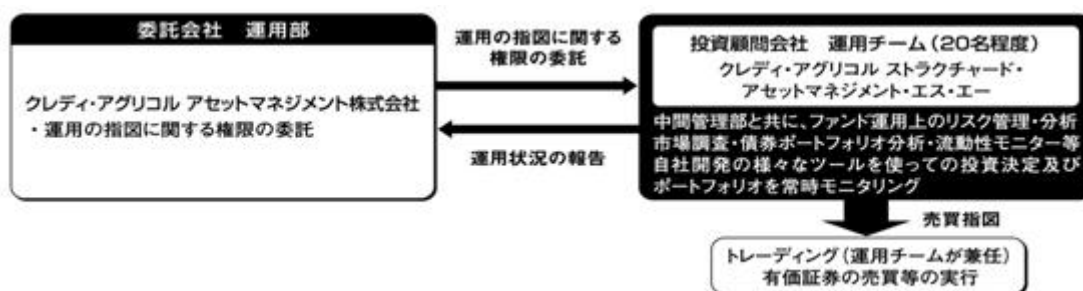 委託会社 運用部
クレディ・アグリコル アセットマネジメント株式会社
・運用の指図に関する権限の委託
運用の指図に関する
権限の委託
運用状況の報告
投資顧問会社 運用チーム（20名程度）
クレディ・アグリコル ストラクチャード・
アセットマネジメント・エス・エー
中間管理部と共に、ファンド運用上のリスク管理・分析
市場調査・債券ポートフォリオ分析・流動性モニター等
自社開発の様々なツールを使っての投資決定及び
ポートフォリオを常時モニタリング
売買指図
トレーディング（運用チームが兼任）
有価証券の売買等の実行